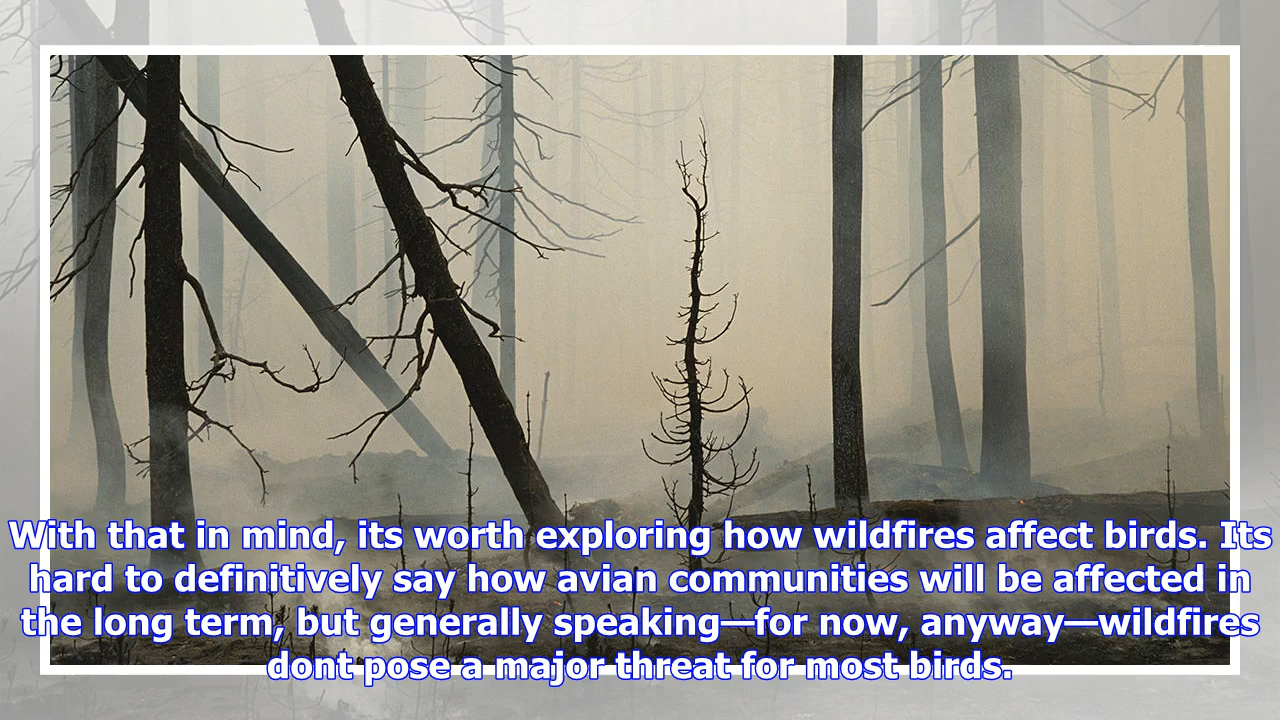 With that in mind, its worth exploring how wildfires affect birds. Its
hard to definitively say how avian communities will be affected in
the long term, but generally speaking—for now, anyway—wildfires
dont pose a major threat for most birds.